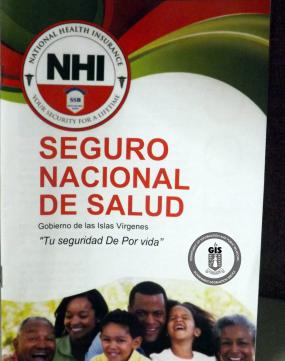 NATIONAL HEALTH INSURANCE
NHI
SSB
YOUR SECURITY FOR A LIFETIME
SEGURO
NACIONAL
DE SALUD
Gobierno de las Islas Vírgenes
"Tu seguridad De Por vida"
GIS